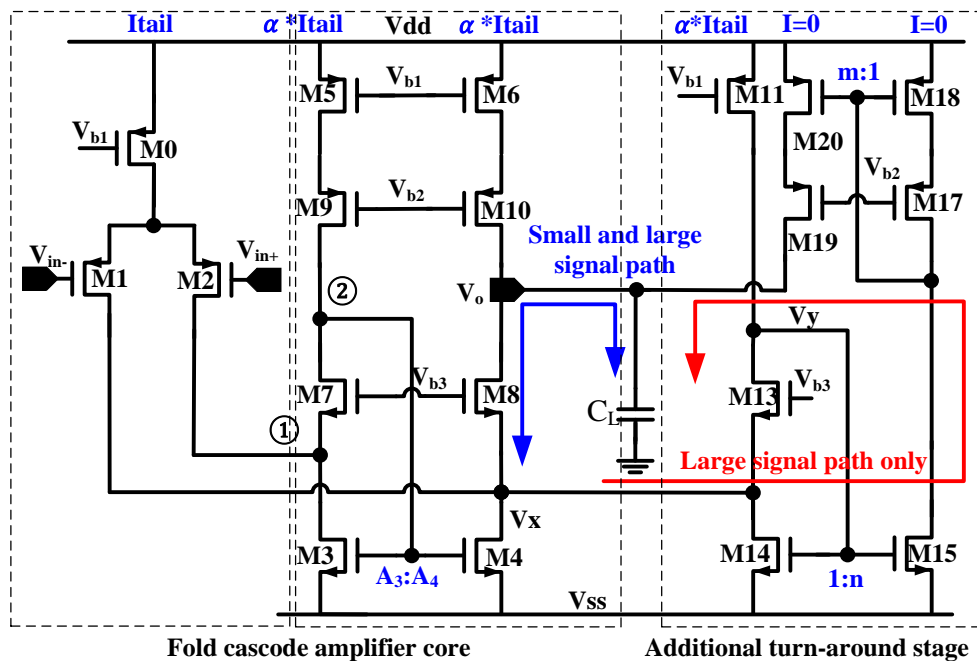 Itail
α *Itail
Vdd
α *Itail
α*Itail
I=0
I=0
Vb1
M5
Vb1
M6
Vb1
M11
m:1
M18
Vb1
M0
M20
Vb2
M9
Vb2
M10
M17
M19
Vin-
M1
M2
Vin+
Small and large
signal path
②
Vo
Vy
M7
Vb3
M8
M13
Vb3
CL
①
Large signal path only
Vx
M3
M4
A3:A4
M14
M15
1:n
Vss
Fold cascode amplifier core
Additional turn-around stage